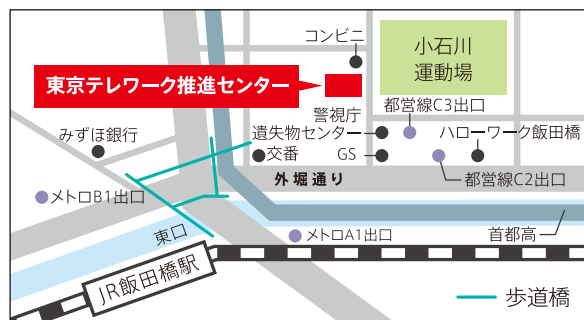 コンビニ
小石川
運動場
東京テレワーク推進センター
警視庁
遺失物センター
都営線C3出口
みずほ銀行
ハローワーク飯田橋
交番
GS
外堀通り
都営線C2出口
メトロB1出口
東口
メトロA1出口
首都高
JR飯田橋駅
歩道橋